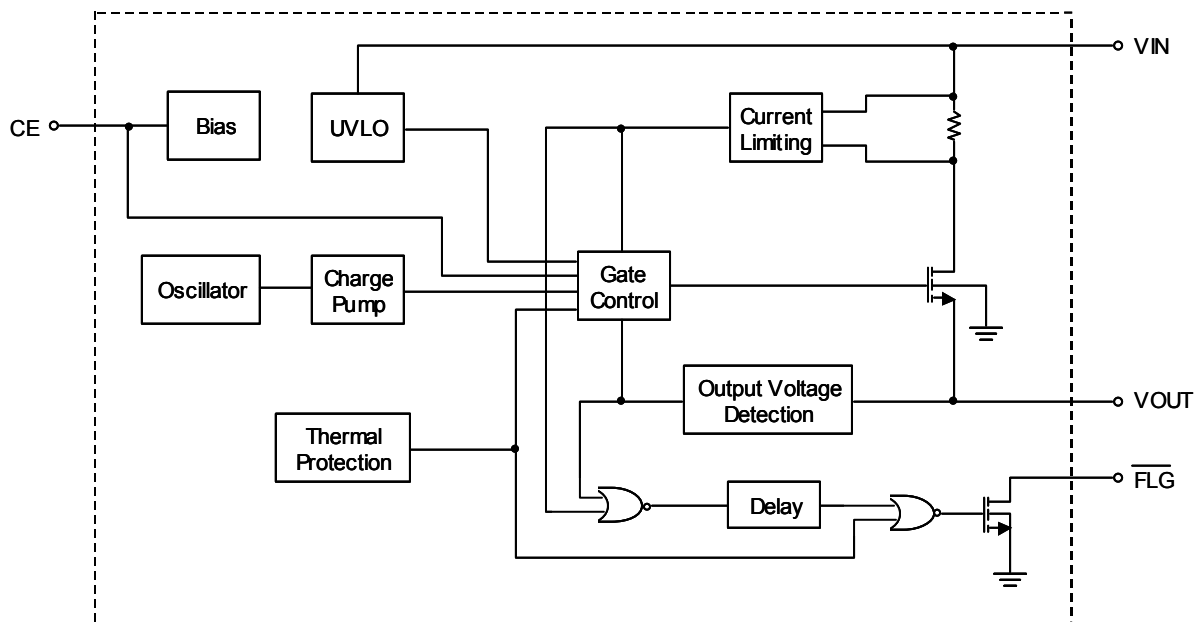 VIN
CE
Bias
UVLO
Current
Limiting
Oscillator
Charge
Pump
Gate
Control
Output Voltage
Detection
VOUT
Thermal
Protection
FLG
Delay